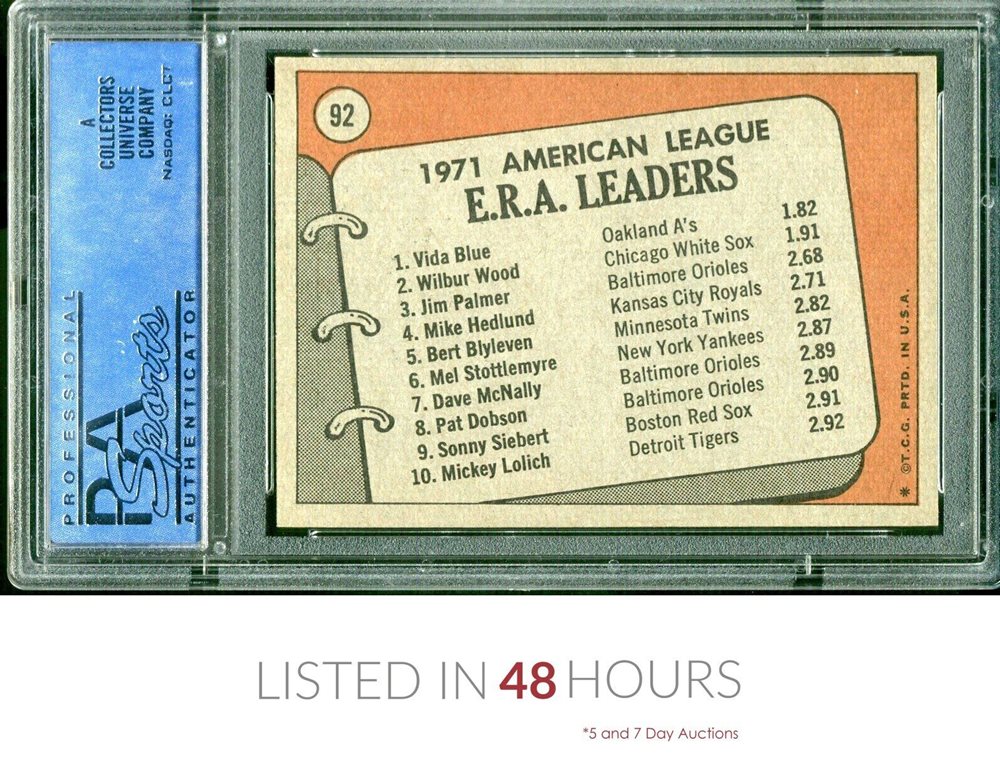 A
COLLECTORS
UNIVERSE
COMPANY
NASDAQ: CLCT
PROFESSIONAL
PSA
Sports
AUTHENTICATOR
92
1971 AMERICAN LEAGUE
E.R.A. LEADERS
1. Vida Blue Oakland A's 1.82
2. Wilbur Wood Chicago White Sox 1.91
3. Jim Palmer Baltimore Orioles 2.68
4. Mike Hedlund Kansas City Royals 2.71
5. Bert Blyleven Minnesota Twins 2.82
6. Mel Stottlemyre New York Yankees 2.87
7. Dave McNally Baltimore Orioles 2.89
8. Pat Dobson Baltimore Orioles 2.90
9. Sonny Siebert Boston Red Sox 2.91
10. Mickey Lolich Detroit Tigers 2.92
* ©T.C.G. PRTD. IN U.S.A.
LISTED IN 48 HOURS
*5 and 7 Day Auctions